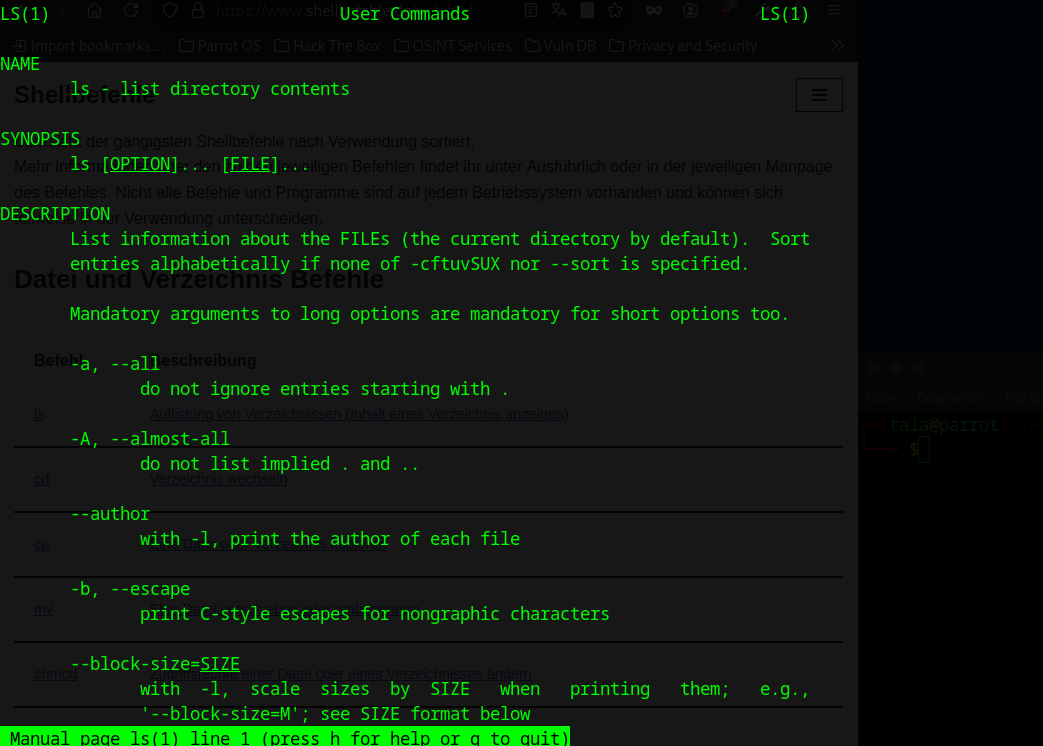 LS(1) User Commands LS(1)
NAME
ls - list directory contents
SYNOPSIS
ls [OPTION]... [FILE]...
DESCRIPTION
List information about the FILEs (the current directory by default). Sort
entries alphabetically if none of -cftuvSUX nor --sort is specified.
Mandatory arguments to long options are mandatory for short options too.
-a, --all
do not ignore entries starting with .
-A, --almost-all
do not list implied . and ..
--author
with -l, print the author of each file
-b, --escape
print C-style escapes for nongraphic characters
--block-size=SIZE
with -l, scale sizes by SIZE when printing them; e.g.,
'--block-size=M'; see SIZE format below
Manual page ls(1) line 1 (press h for help or q to quit)
https://www.shell
Import bookmarks... Parrot OS Hack The Box OSINT Services Vuln DB Privacy and Security
Shellbefehle
der gängigsten Shellbefehle nach Verwendung sortiert.
Mehr den jeweiligen Befehlen findet ihr unter Ausführlich oder in der jeweiligen Manpage
des Befehles. Nicht alle Befehle und Programme sind auf jedem Betriebssystem vorhanden und können sich
der Verwendung unterscheiden.
Datei und Verzeichnis Befehle
Befehl Beschreibung
ls Auflistung von Verzeichnissen (Inhalt eines Verzeichnis anzeigen)
cd Verzeichnis wechseln
cp
mv
chmod Zugriffsrechte einer Datei oder eines Verzeichnisses ändern
Datei Bearbeiten
[tala@parrot]-[~
$